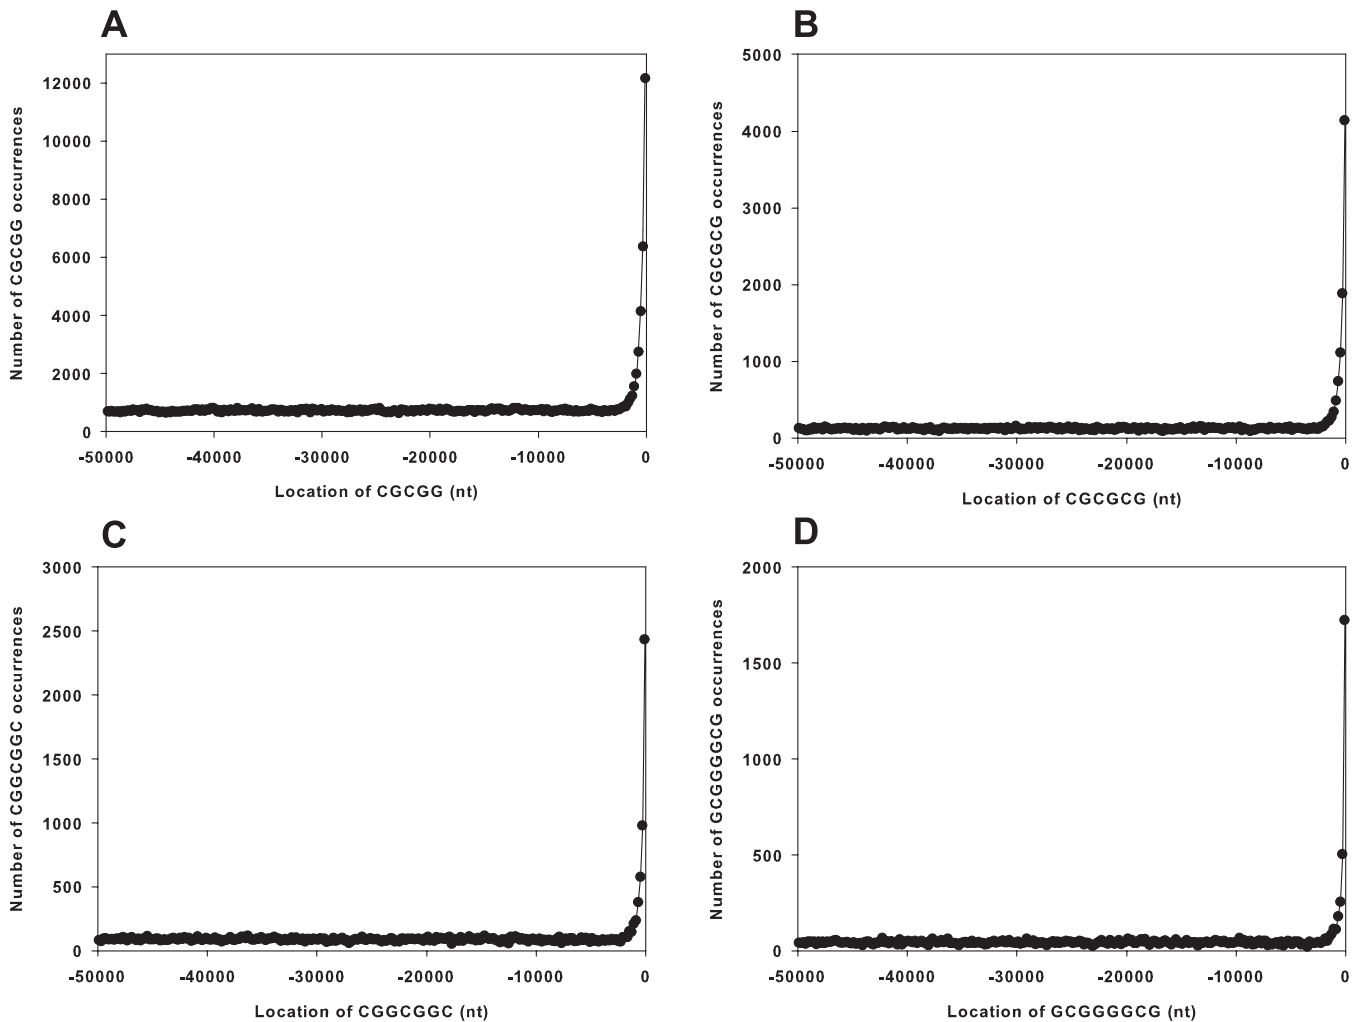 A
Number of CGCGG occurrences
12000
10000
8000
6000
4000
2000
0
-50000 -40000 -30000 -20000 -10000 0
Location of CGCGG (nt)
B
Number of CGCGCG occurrences
5000
4000
3000
2000
1000
0
-50000 -40000 -30000 -20000 -10000 0
Location of CGCGCG (nt)
C
Number of CGGCGGC occurrences
3000
2500
2000
1500
1000
500
0
-50000 -40000 -30000 -20000 -10000 0
Location of CGGCGGC (nt)
D
Number of GCGGGGCG occurrences
2000
1500
1000
500
0
-50000 -40000 -30000 -20000 -10000 0
Location of GCGGGGCG (nt)